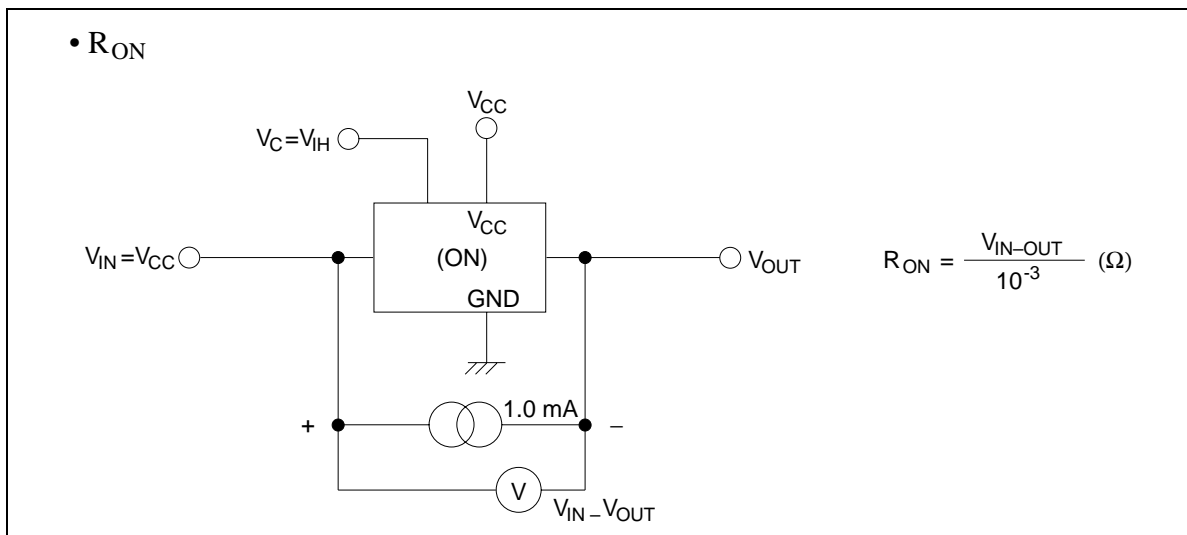 • R_ON
V_CC
V_C=V_IH
V_CC
V_IN=V_CC
(ON)
V_OUT
R_ON = V_IN–OUT / 10^-3 (Ω)
GND
1.0 mA
+
–
V
V_IN – V_OUT